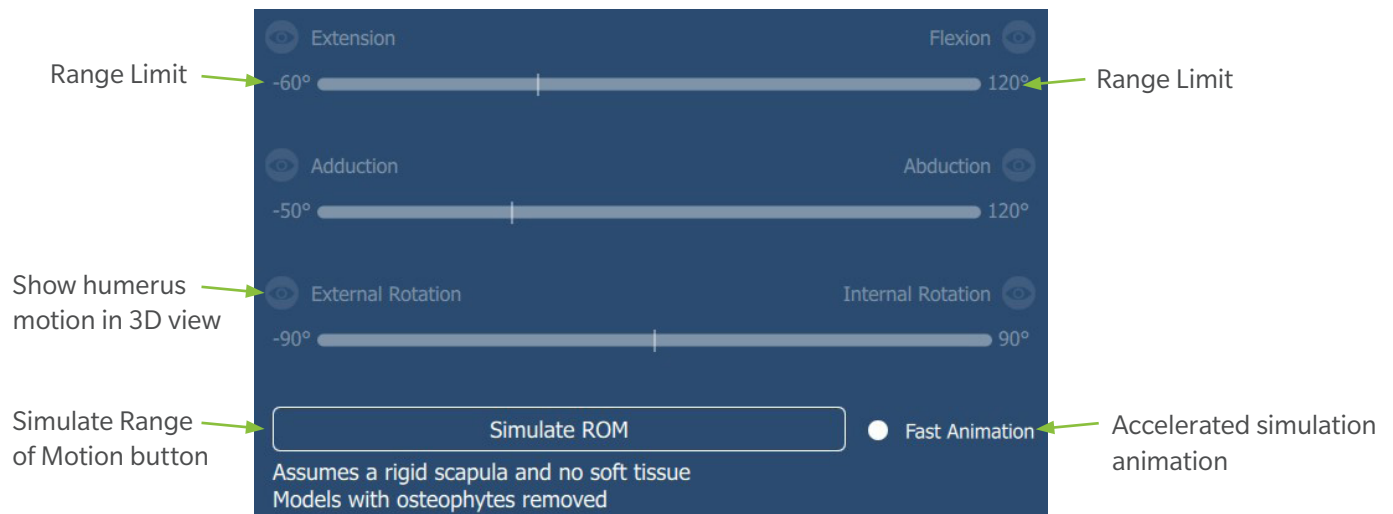 Extension
Flexion
Range Limit
-60°
120°
Range Limit
Adduction
Abduction
-50°
120°
Show humerus
motion in 3D view
External Rotation
Internal Rotation
-90°
90°
Simulate Range
of Motion button
Simulate ROM
Fast Animation
Accelerated simulation
animation
Assumes a rigid scapula and no soft tissue
Models with osteophytes removed